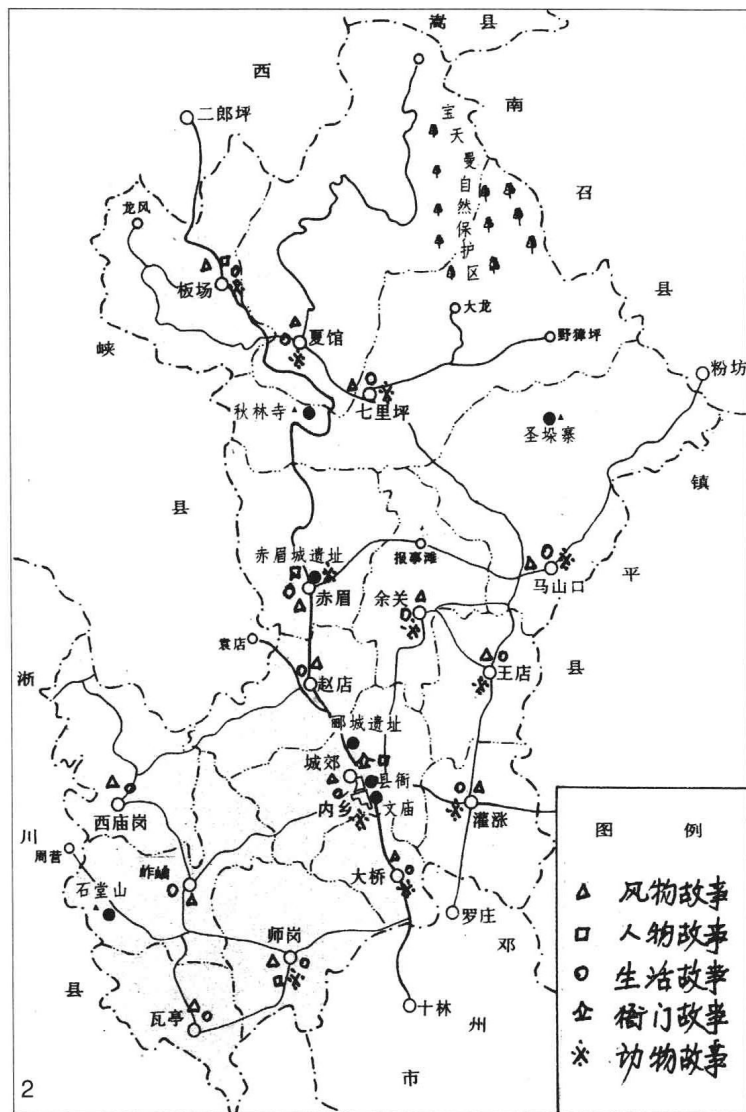 嵩县
西
南
召
县
二郎坪
宝天曼自然保护区
龙凤
板场
大龙
夏馆
野獐坪
峡
县
粉坊
七里坪
秋林寺
圣垛寨
镇
平
县
赤眉城遗址
报事滩
马山口
赤眉
余关
袁店
王店
淅
川
县
赵店
郦城遗址
城郊
县衙
内乡
文庙
灌涨
西庙岗
周营
岞𡺆
大桥
石堂山
罗庄
师岗
邓
州
市
瓦亭
十林
图 例
风物故事
人物故事
生活故事
衙门故事
动物故事
2